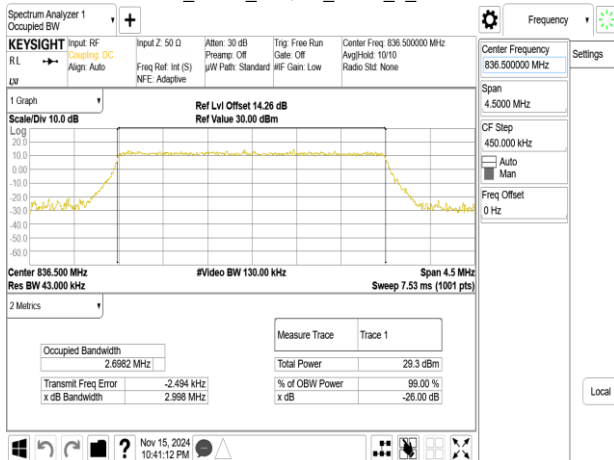 Spectrum Analyzer 1
Occupied BW
Frequency
KEYSIGHT
RL
Input: RF
Coupling: DC
Align: Auto
Input Z: 50 Ω
Freq Ref: Int (S)
NFE: Adaptive
Atten: 30 dB
Preamp: Off
µW Path: Standard
Trig: Free Run
Gate: Off
#IF Gain: Low
Center Freq: 836.500000 MHz
Avg|Hold: 10/10
Radio Std: None
1 Graph
Scale/Div 10.0 dB
Ref Lvl Offset 14.26 dB
Ref Value 30.00 dBm
Log
20.0
10.0
0.00
-10.0
-20.0
-30.0
-40.0
-50.0
-60.0
Center 836.500 MHz
Res BW 43.000 kHz
#Video BW 130.00 kHz
Span 4.5 MHz
Sweep 7.53 ms (1001 pts)
2 Metrics
Measure Trace Trace 1
Occupied Bandwidth
2.6982 MHz
Total Power 29.3 dBm
Transmit Freq Error -2.494 kHz
% of OBW Power 99.00 %
x dB Bandwidth 2.998 MHz
x dB -26.00 dB
Center Frequency
836.500000 MHz
Settings
Span
4.5000 MHz
CF Step
450.000 kHz
Auto
Man
Freq Offset
0 Hz
Local
Nov 15, 2024
10:41:12 PM